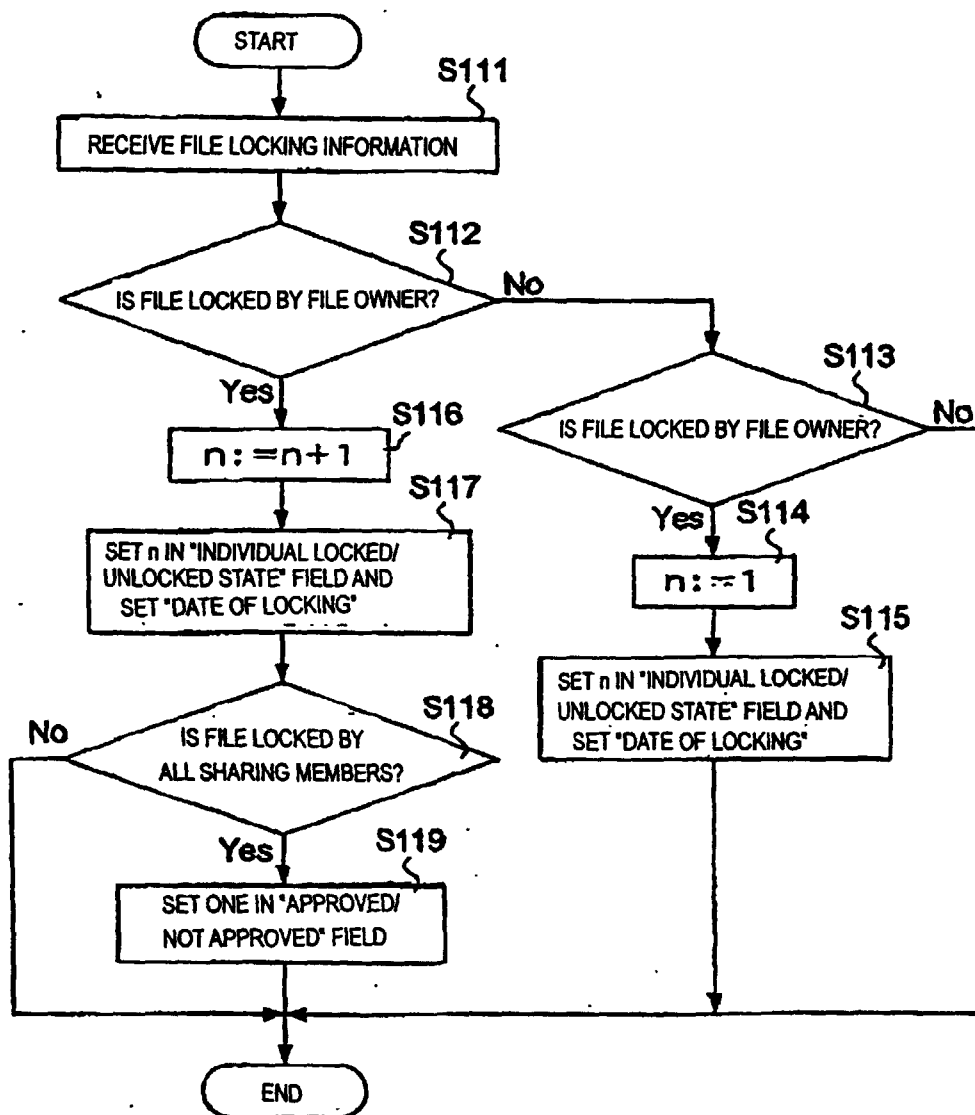 START
S111
RECEIVE FILE LOCKING INFORMATION
S112
IS FILE LOCKED BY FILE OWNER?
No
Yes
S113
IS FILE LOCKED BY FILE OWNER?
No
Yes
S116
n:=n+1
S114
n:=1
S117
SET n IN "INDIVIDUAL LOCKED/
UNLOCKED STATE" FIELD AND
SET "DATE OF LOCKING"
S115
SET n IN "INDIVIDUAL LOCKED/
UNLOCKED STATE" FIELD AND
SET "DATE OF LOCKING"
S118
IS FILE LOCKED BY
ALL SHARING MEMBERS?
No
Yes
S119
SET ONE IN "APPROVED/
NOT APPROVED" FIELD
END